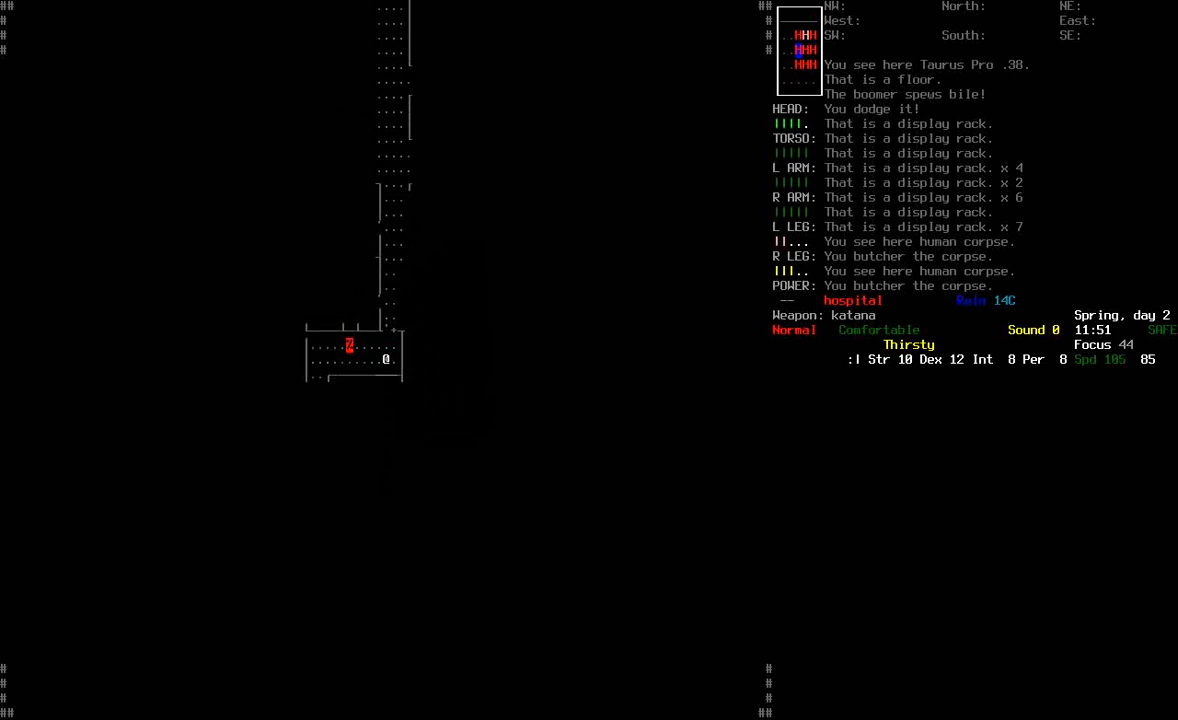 NW: North: NE:
West: East:
HHH SW: South: SE:
HHH
HHH You see here Taurus Pro .38.
That is a floor.
The boomer spews bile!
HEAD: You dodge it!
||||. That is a display rack.
TORSO: That is a display rack.
||||| That is a display rack.
L ARM: That is a display rack. x 4
||||| That is a display rack. x 2
R ARM: That is a display rack. x 6
||||| That is a display rack.
L LEG: That is a display rack. x 7
||... You see here human corpse.
R LEG: You butcher the corpse.
|||.. You see here human corpse.
POWER: You butcher the corpse.
-- hospital Rain 14C
Weapon: katana Spring, day 2
Normal Comfortable Sound 0 11:51 SAFE
Thirsty Focus 44
:| Str 10 Dex 12 Int 8 Per 8 Spd 105 85
Z
@